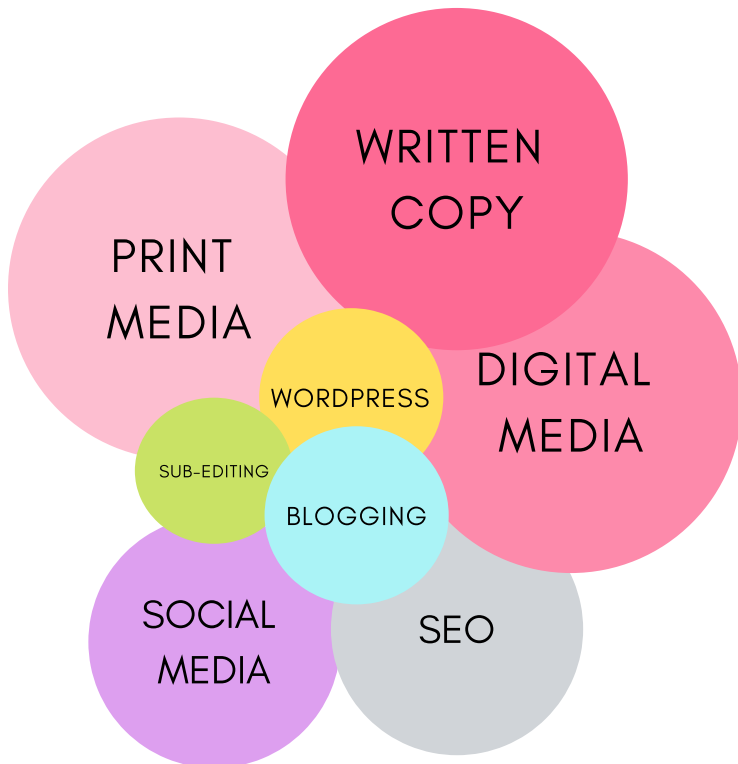 WRITTEN
COPY
PRINT
MEDIA
DIGITAL
MEDIA
WORDPRESS
SUB-EDITING
BLOGGING
SOCIAL
MEDIA
SEO